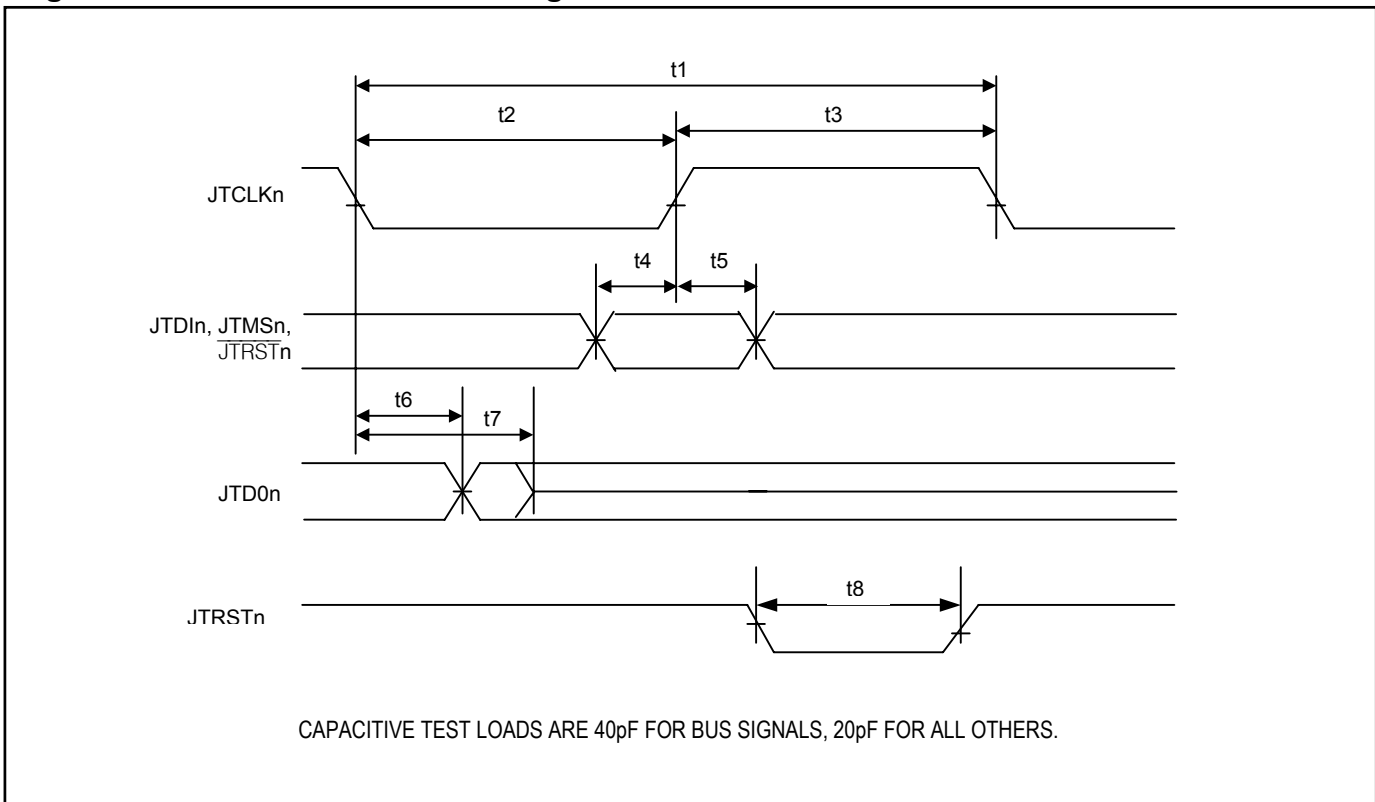 t1
t2
t3
JTCLKn
t4
t5
JTDIn, JTMSn,
JTRSTn
t6
t7
JTD0n
t8
JTRSTn
CAPACITIVE TEST LOADS ARE 40pF FOR BUS SIGNALS, 20pF FOR ALL OTHERS.